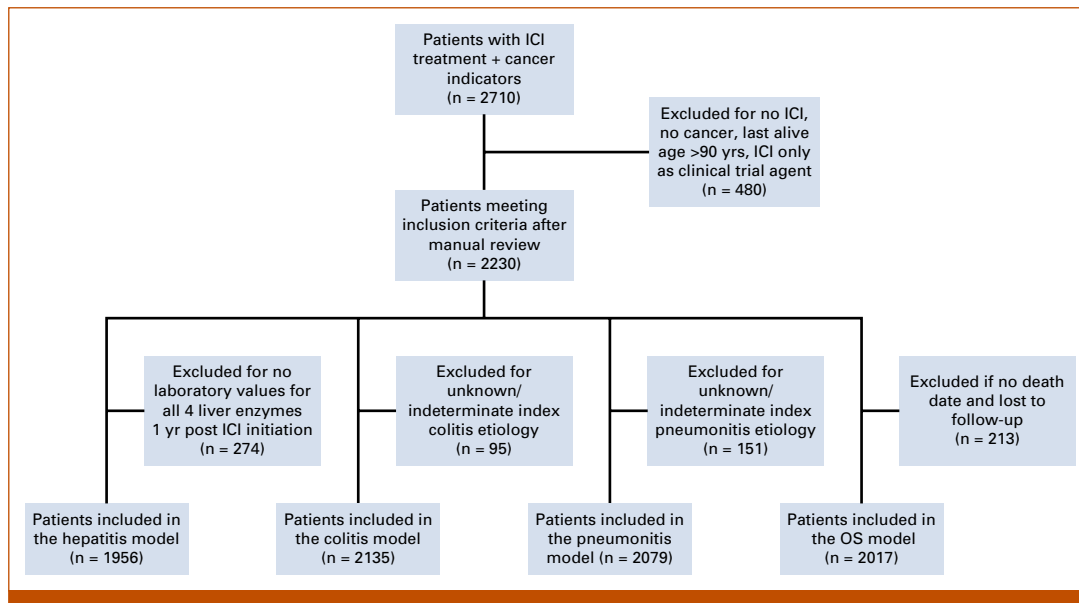 Patients with ICI
treatment + cancer
indicators
(n = 2710)
Excluded for no ICI,
no cancer, last alive
age >90 yrs, ICI only
as clinical trial agent
(n = 480)
Patients meeting
inclusion criteria after
manual review
(n = 2230)
Excluded for no
laboratory values for
all 4 liver enzymes
1 yr post ICI initiation
(n = 274)
Excluded for
unknown/
indeterminate index
colitis etiology
(n = 95)
Excluded for
unknown/
indeterminate index
pneumonitis etiology
(n = 151)
Excluded if no death
date and lost to
follow-up
(n = 213)
Patients included in
the hepatitis model
(n = 1956)
Patients included in
the colitis model
(n = 2135)
Patients included in
the pneumonitis
model (n = 2079)
Patients included in
the OS model
(n = 2017)